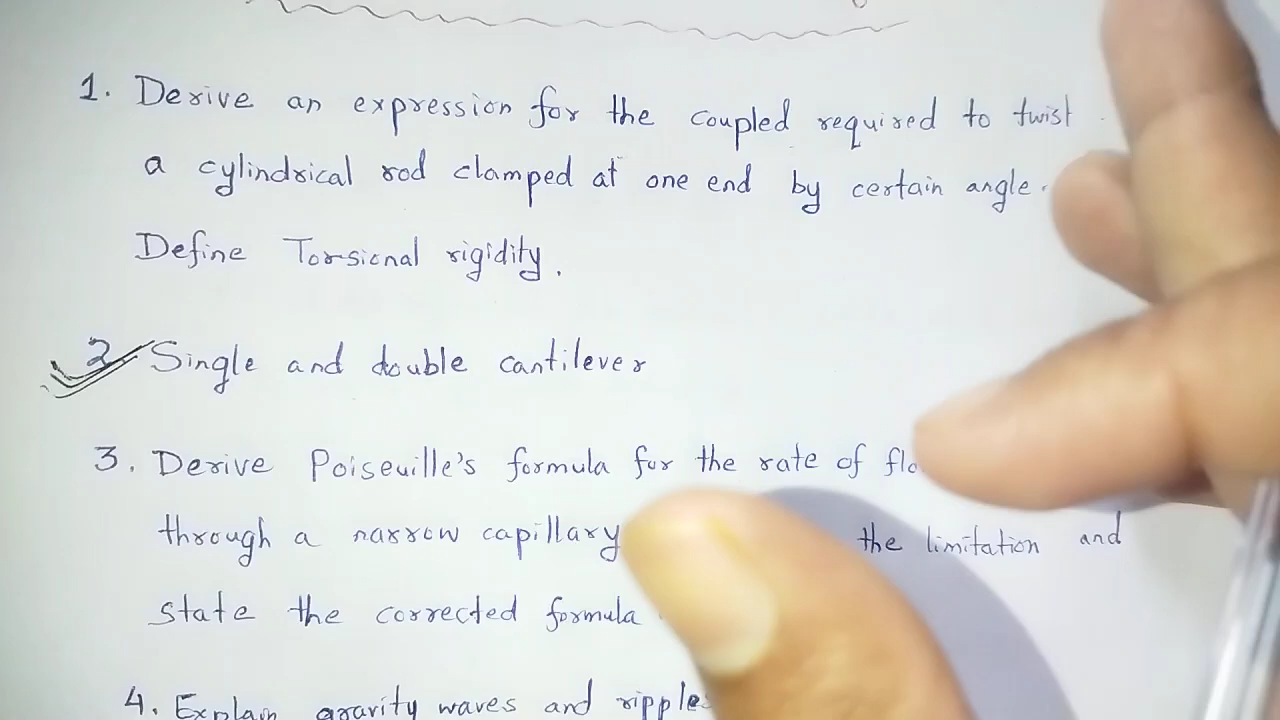 1. Derive an expression for the coupled required to twist
a cylindrical rod clamped at one end by certain angle.
Define Torsional rigidity.
2 Single and double cantilever
3. Derive Poiseuille's formula for the rate of
through a narrow capillary the limitation and
state the corrected formula
4. Explain gravity waves and ripples